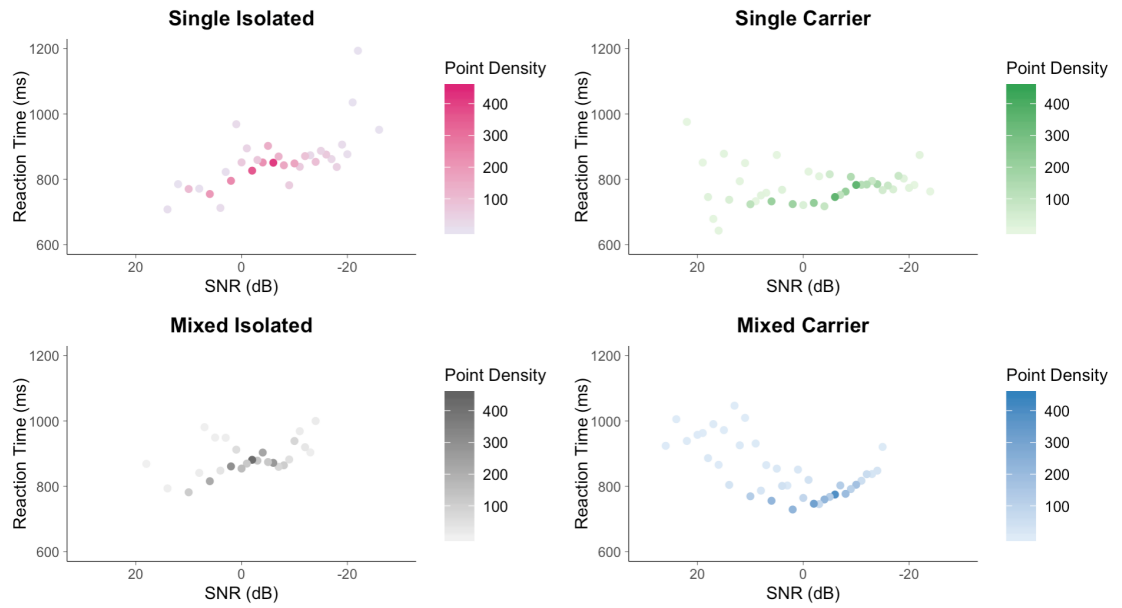 Single Isolated
Reaction Time (ms)
1200
1000
800
600
20
0
-20
SNR (dB)
Point Density
400
300
200
100
Single Carrier
Reaction Time (ms)
1200
1000
800
600
20
0
-20
SNR (dB)
Point Density
400
300
200
100
Mixed Isolated
Reaction Time (ms)
1200
1000
800
600
20
0
-20
SNR (dB)
Point Density
400
300
200
100
Mixed Carrier
Reaction Time (ms)
1200
1000
800
600
20
0
-20
SNR (dB)
Point Density
400
300
200
100